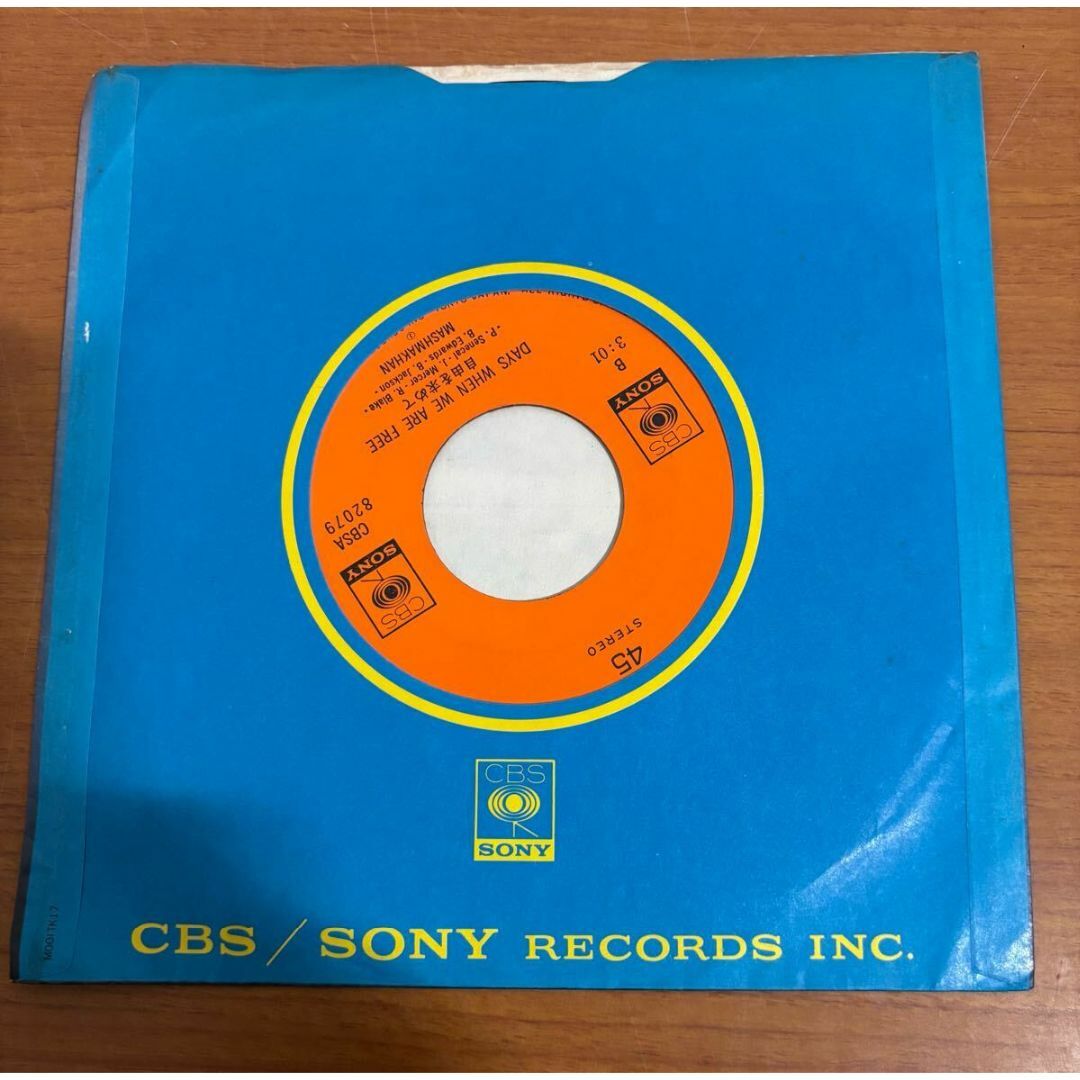 CBS
SONY
B
3:01
DAYS WHEN WE ARE FREE
自由を求めて
-P. Senecal - J. Mercer - R. Blake-
B. Edwards - B. Jackson -
MASHMAKHAN
CBSA
82079
CBS
SONY
45
STEREO
CBS
SONY
CBS / SONY RECORDS INC.